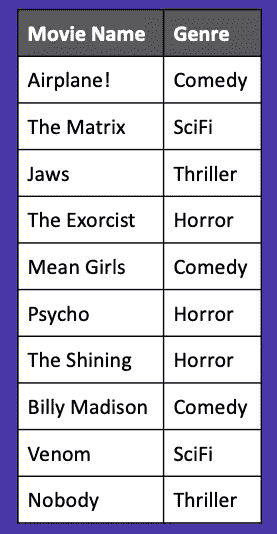 Movie Name Genre
Airplane! Comedy
The Matrix SciFi
Jaws Thriller
The Exorcist Horror
Mean Girls Comedy
Psycho Horror
The Shining Horror
Billy Madison Comedy
Venom SciFi
Nobody Thriller